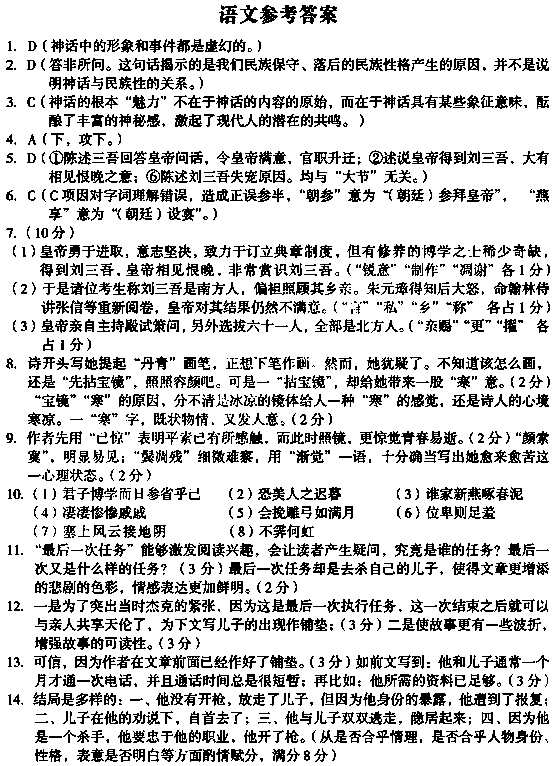 语文参考答案
1. D（神话中的形象和事件都是虚幻的。）
2. D（答非所问。这句话揭示的是我们民族保守、落后的民族性格产生的原因，并不是说
明神话与民族性的关系。）
3. C（神话的根本“魅力”不在于神话的内容的原始，而在于神话具有某些象征意味，酝
酿了丰富的神秘感，激起了现代人的潜在的共鸣。）
4. A（下，攻下。）
5. D（①陈述三吾回答皇帝问话，令皇帝满意，官职升迁；②述说皇帝得到刘三吾，大有
相见恨晚之意；⑥陈述刘三吾失宠原因。均与“大节”无关。）
6. C（C项因对字词理解错误，造成正误参半，“朝参”意为“（朝廷）参拜皇帝”， “燕
享”意为“（朝廷）设宴”。）
7.（10分）
（1）皇帝勇于进取，意志坚决，致力于订立典章制度，但有修养的博学之士稀少奇缺，
得到刘三吾，皇帝相见恨晚，非常赏识刘三吾。（“锐意”“制作”“凋谢”各1分）
（2）于是诸位考生称刘三吾是南方人，偏袒照顾其乡亲。朱元璋得知后大怒，命翰林侍
讲张信等重新阅卷，皇帝对其结果仍然不满意。（ “私”“乡”“称” 各占1分）
（3）皇帝亲自主持殿试策问，另外选拔六十一人，全部是北方人。（“亲赐”“更”“擢” 各
占1分）
8. 诗开头写她提起“丹青”画笔，正想下笔作画。然而，她犹疑了。不知道该怎么画，
还是“先拈宝镜”，照照容颜吧。可是一“拈宝镜”，却给她带来一股“寒”意。（2分）
“宝镜”“寒”的原因，分不清是冰凉的镜体给人一种“寒”的感觉，还是诗人的心境
寒凉。一“寒”字，既状物情，又发人意。（2分）
9. 作者先用“已惊”表明平素已有所感触，而此时照镜，更惊觉青春易逝。（2分）“颜索
寞”，明显易见；“鬓凋残”细微难察，用“渐觉”一语，十分确当写出她愈来愈苦这
一心理状态。（2分）
10.（1）君子博学而日参省乎己 （2）恐美人之迟暮 （3）谁家新燕啄春泥
（4）凄凄惨惨戚戚 （5）会挽雕弓如满月 （6）位卑则足羞
（7）塞上风云接地阴 （8）不霁何虹
11. “最后一次任务”能够激发阅读兴趣，会让读者产生疑问，究竟是谁的任务？最后一
次又是什么样的任务？（3分）最后一次任务却是去杀自己的儿子，使得文章更增添
的悲剧的色彩，情感表达更加鲜明。（2分）
12. 一是为了突出当时杰克的紧张，因为这是最后一次执行任务，这一次结束之后就可以
与亲人共享天伦了，为下文写儿子的出现作铺垫；（3分）二是使故事更有一些波折，
增强故事的可读性。（3分）
13. 可信，因为作者在文章前面已经作好了铺垫。（3分）如前文写到：他和儿子通常一个
月才通一次电话，并且通话时间总是很短暂；再比如：他所需的资料已足够。（3分）
14. 结局是多样的：一、他没有开枪，放走了儿子，但因为他身份的暴露，他遭到了报复；
二、儿子在他的劝说下，自首去了；三、他与儿子双双逃走，隐居起来；四、因为他
是一个杀手，他要忠于他的职业，他开了枪。（从是否合乎情理，是否合乎人物身份、
性格，表意是否明白等方面酌情赋分，满分8分）